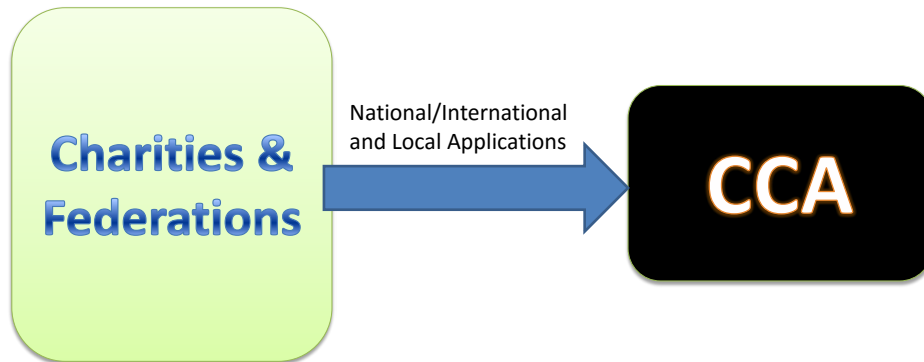 Charities &
Federations
National/International
and Local Applications
CCA